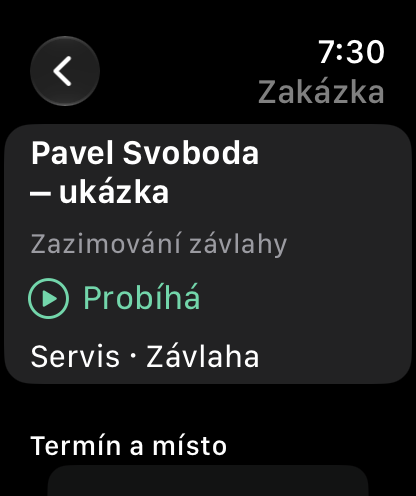 7:30
Zakázka
Pavel Svoboda
– ukázka
Zazimování závlahy
Probíhá
Servis · Závlaha
Termín a místo